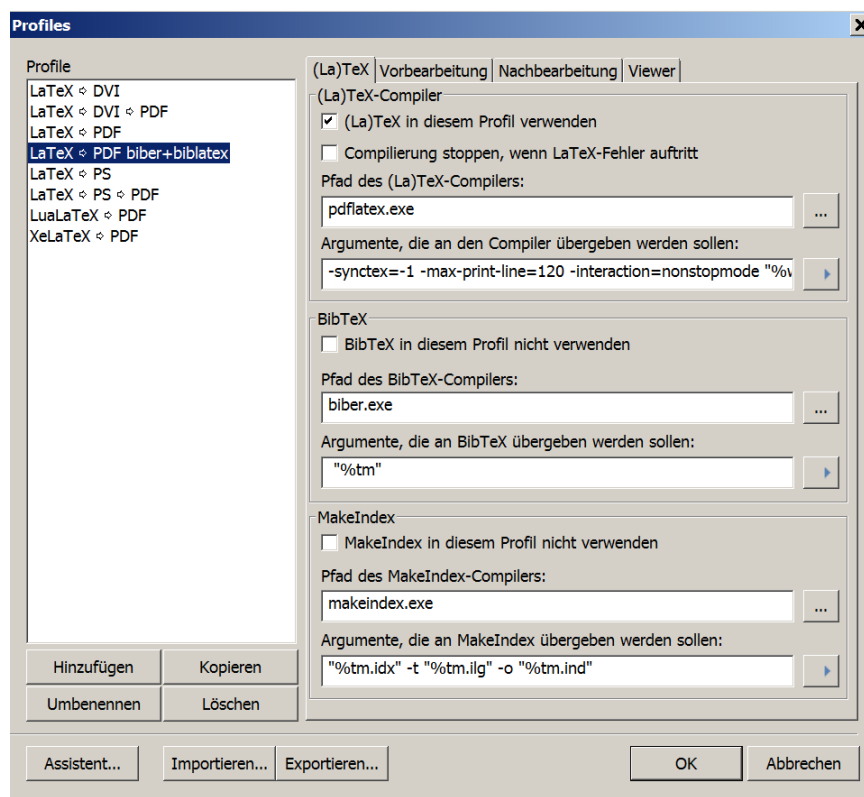 Profiles
Profile
LaTeX ⇨ DVI
LaTeX ⇨ DVI ⇨ PDF
LaTeX ⇨ PDF
LaTeX ⇨ PDF biber+biblatex
LaTeX ⇨ PS
LaTeX ⇨ PS ⇨ PDF
LuaLaTeX ⇨ PDF
XeLaTeX ⇨ PDF
Hinzufügen Kopieren
Umbenennen Löschen
(La)TeX Vorbearbeitung Nachbearbeitung Viewer
(La)TeX-Compiler
(La)TeX in diesem Profil verwenden
Compilierung stoppen, wenn LaTeX-Fehler auftritt
Pfad des (La)TeX-Compilers:
pdflatex.exe
...
Argumente, die an den Compiler übergeben werden sollen:
-synctex=-1 -max-print-line=120 -interaction=nonstopmode "%w
BibTeX
BibTeX in diesem Profil nicht verwenden
Pfad des BibTeX-Compilers:
biber.exe
...
Argumente, die an BibTeX übergeben werden sollen:
"%tm"
MakeIndex
MakeIndex in diesem Profil nicht verwenden
Pfad des MakeIndex-Compilers:
makeindex.exe
...
Argumente, die an MakeIndex übergeben werden sollen:
"%tm.idx" -t "%tm.ilg" -o "%tm.ind"
Assistent... Importieren... Exportieren... OK Abbrechen